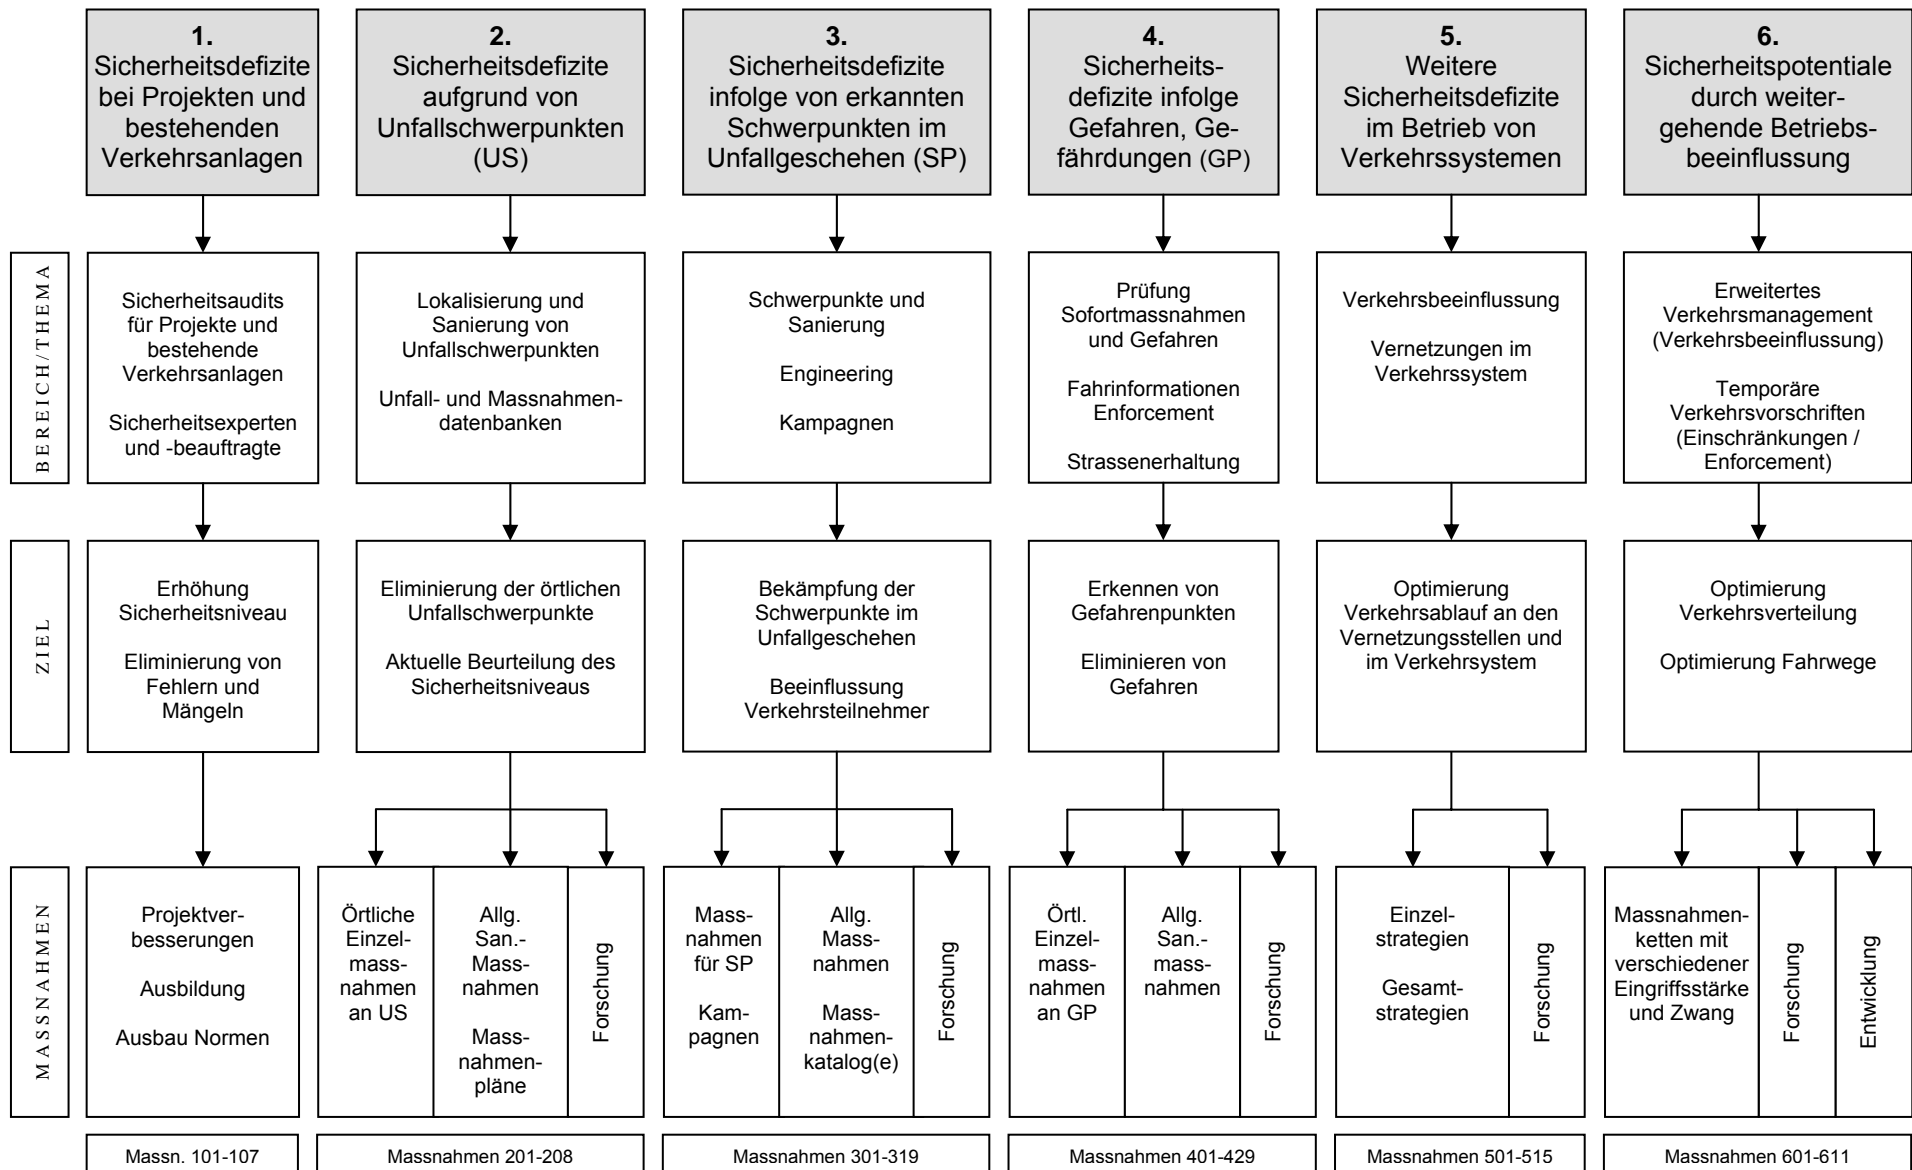 1.
Sicherheitsdefizite
bei Projekten und
bestehenden
Verkehrsanlagen
2.
Sicherheitsdefizite
aufgrund von
Unfallschwerpunkten
(US)
3.
Sicherheitsdefizite
infolge von erkannten
Schwerpunkten im
Unfallgeschehen (SP)
4.
Sicherheits-
defizite infolge
Gefahren, Ge-
fährdungen (GP)
5.
Weitere
Sicherheitsdefizite
im Betrieb von
Verkehrssystemen
6.
Sicherheitspotentiale
durch weiter-
gehende Betriebs-
beeinflussung
BEREICH/THEMA
Sicherheitsaudits
für Projekte und
bestehende
Verkehrsanlagen
Sicherheitsexperten
und -beauftragte
Lokalisierung und
Sanierung von
Unfallschwerpunkten
Unfall- und Massnahmen-
datenbanken
Schwerpunkte und
Sanierung
Engineering
Kampagnen
Prüfung
Sofortmassnahmen
und Gefahren
Fahrinformationen
Enforcement
Strassenerhaltung
Verkehrsbeeinflussung
Vernetzungen im
Verkehrssystem
Erweitertes
Verkehrsmanagement
(Verkehrsbeeinflussung)
Temporäre
Verkehrsvorschriften
(Einschränkungen /
Enforcement)
ZIEL
Erhöhung
Sicherheitsniveau
Eliminierung von
Fehlern und
Mängeln
Eliminierung der örtlichen
Unfallschwerpunkte
Aktuelle Beurteilung des
Sicherheitsniveaus
Bekämpfung der
Schwerpunkte im
Unfallgeschehen
Beeinflussung
Verkehrsteilnehmer
Erkennen von
Gefahrenpunkten
Eliminieren von
Gefahren
Optimierung
Verkehrsablauf an den
Vernetzungsstellen und
im Verkehrsystem
Optimierung
Verkehrsverteilung
Optimierung Fahrwege
MASSNAHMEN
Projektver-
besserungen
Ausbildung
Ausbau Normen
Örtliche
Einzel-
mass-
nahmen
an US
Allg.
San.-
Mass-
nahmen
Mass-
nahmen-
pläne
Forschung
Mass-
nahmen
für SP
Kam-
pagnen
Allg.
Mass-
nahmen
Mass-
nahmen-
katalog(e)
Forschung
Örtl.
Einzel-
mass-
nahmen
an GP
Allg.
San.-
mass-
nahmen
Forschung
Einzel-
strategien
Gesamt-
strategien
Forschung
Massnahmen-
ketten mit
verschiedener
Eingriffsstärke
und Zwang
Forschung
Entwicklung
Massn. 101-107
Massnahmen 201-208
Massnahmen 301-319
Massnahmen 401-429
Massnahmen 501-515
Massnahmen 601-611